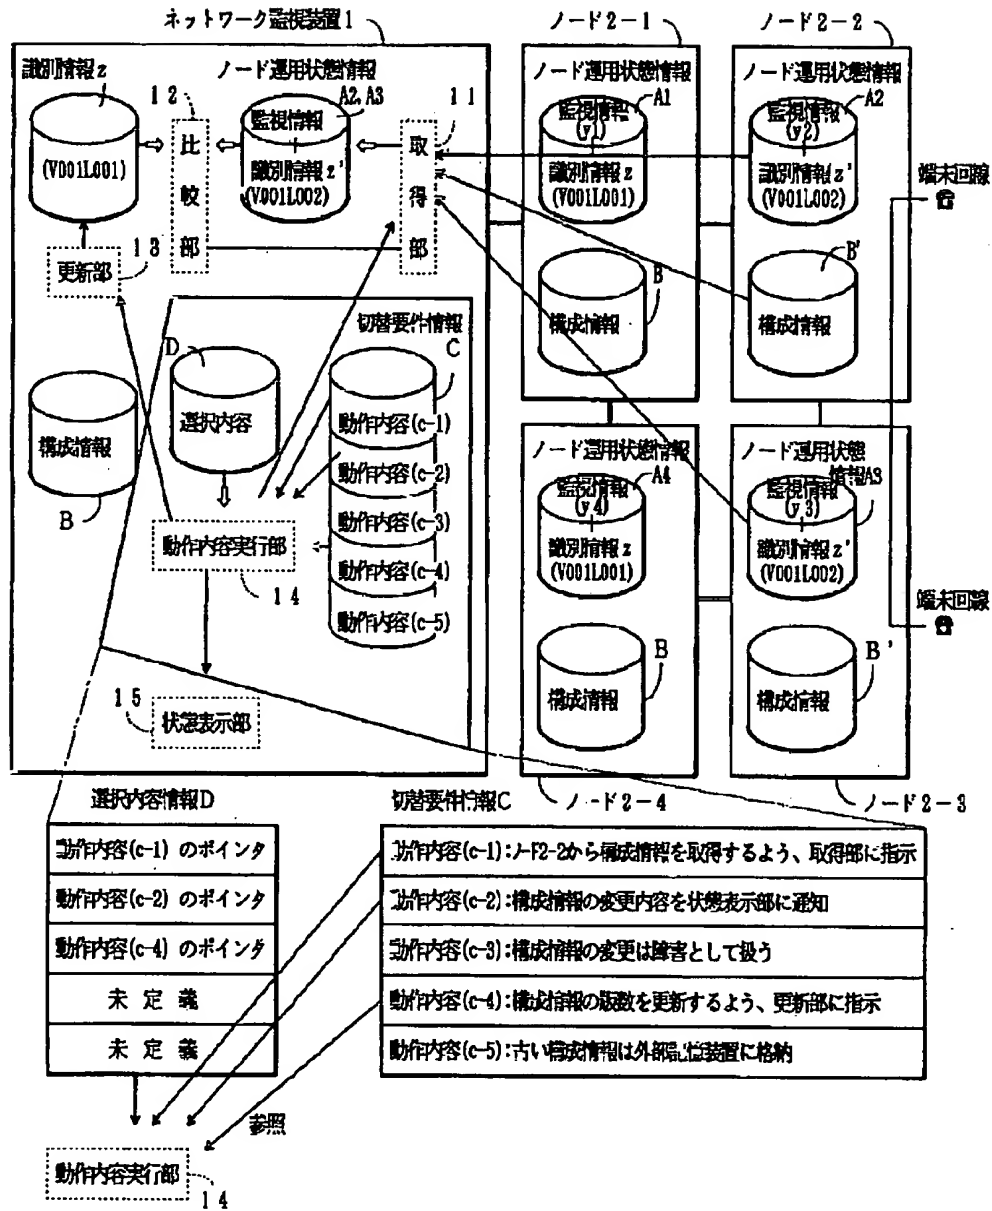 ネットワーク監視装置1
識別情報z
(V001L001)
12
比較部
ノード運用状態情報
A2, A3
監視情報
識別情報z'
(V001L002)
11
取得部
更新部
13
切替要件情報
D
選択内容
C
動作内容(c-1)
動作内容(c-2)
動作内容(c-3)
動作内容(c-4)
動作内容(c-5)
構成情報
B
動作内容実行部
14
15
状態表示部
ノード2-1
ノード運用状態情報
A1
監視情報
(y1)
識別情報z
(V001L001)
B
構成情報
ノード2-2
ノード運用状態情報
A2
監視情報
(y2)
識別情報z'
(V001L002)
B'
構成情報
端末回線
ノード運用状態情報
A4
監視情報
(y4)
識別情報z
(V001L001)
B
構成情報
ノード2-4
ノード運用状態
情報A3
監視情報
(y3)
識別情報z'
(V001L002)
B'
構成情報
ノード2-3
端末回線
選択内容情報D
動作内容(c-1) のポインタ
動作内容(c-2) のポインタ
動作内容(c-4) のポインタ
未定義
未定義
切替要件情報C
動作内容(c-1):ノード2-2から構成情報を取得するよう、取得部に指示
動作内容(c-2):構成情報の変更内容を状態表示部に通知
動作内容(c-3):構成情報の変更は障害として扱う
動作内容(c-4):構成情報の版数を更新するよう、更新部に指示
動作内容(c-5):古い構成情報は外部記憶装置に格納
参照
動作内容実行部
14